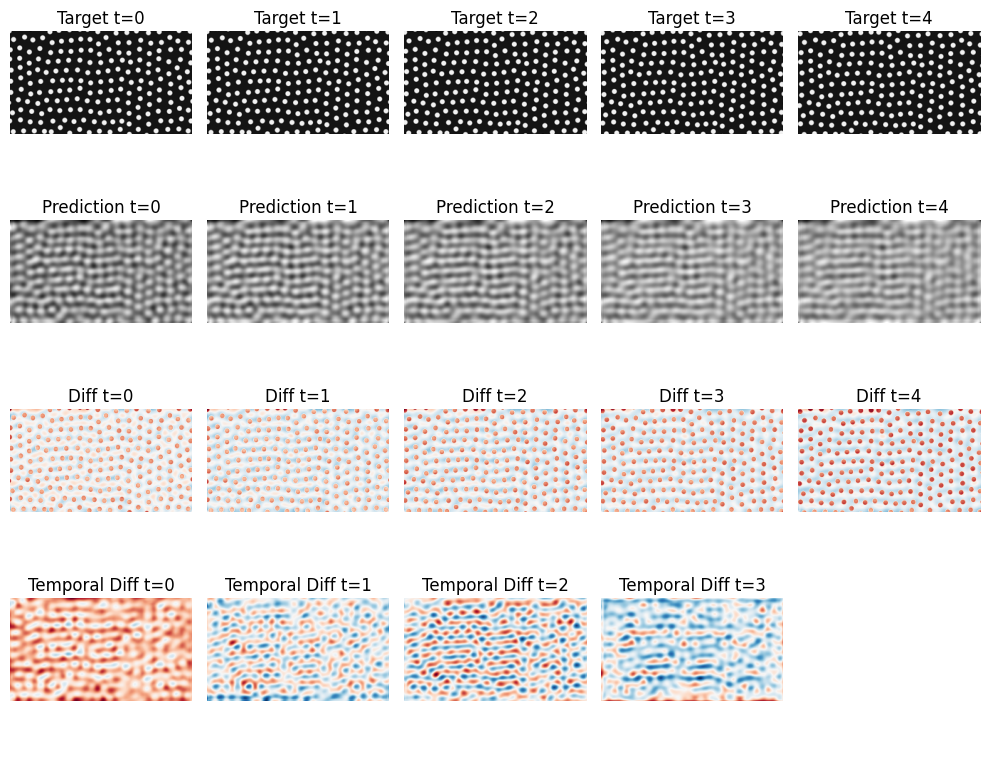 Target t=0 Target t=1 Target t=2 Target t=3 Target t=4
Prediction t=0 Prediction t=1 Prediction t=2 Prediction t=3 Prediction t=4
Diff t=0 Diff t=1 Diff t=2 Diff t=3 Diff t=4
Temporal Diff t=0 Temporal Diff t=1 Temporal Diff t=2 Temporal Diff t=3